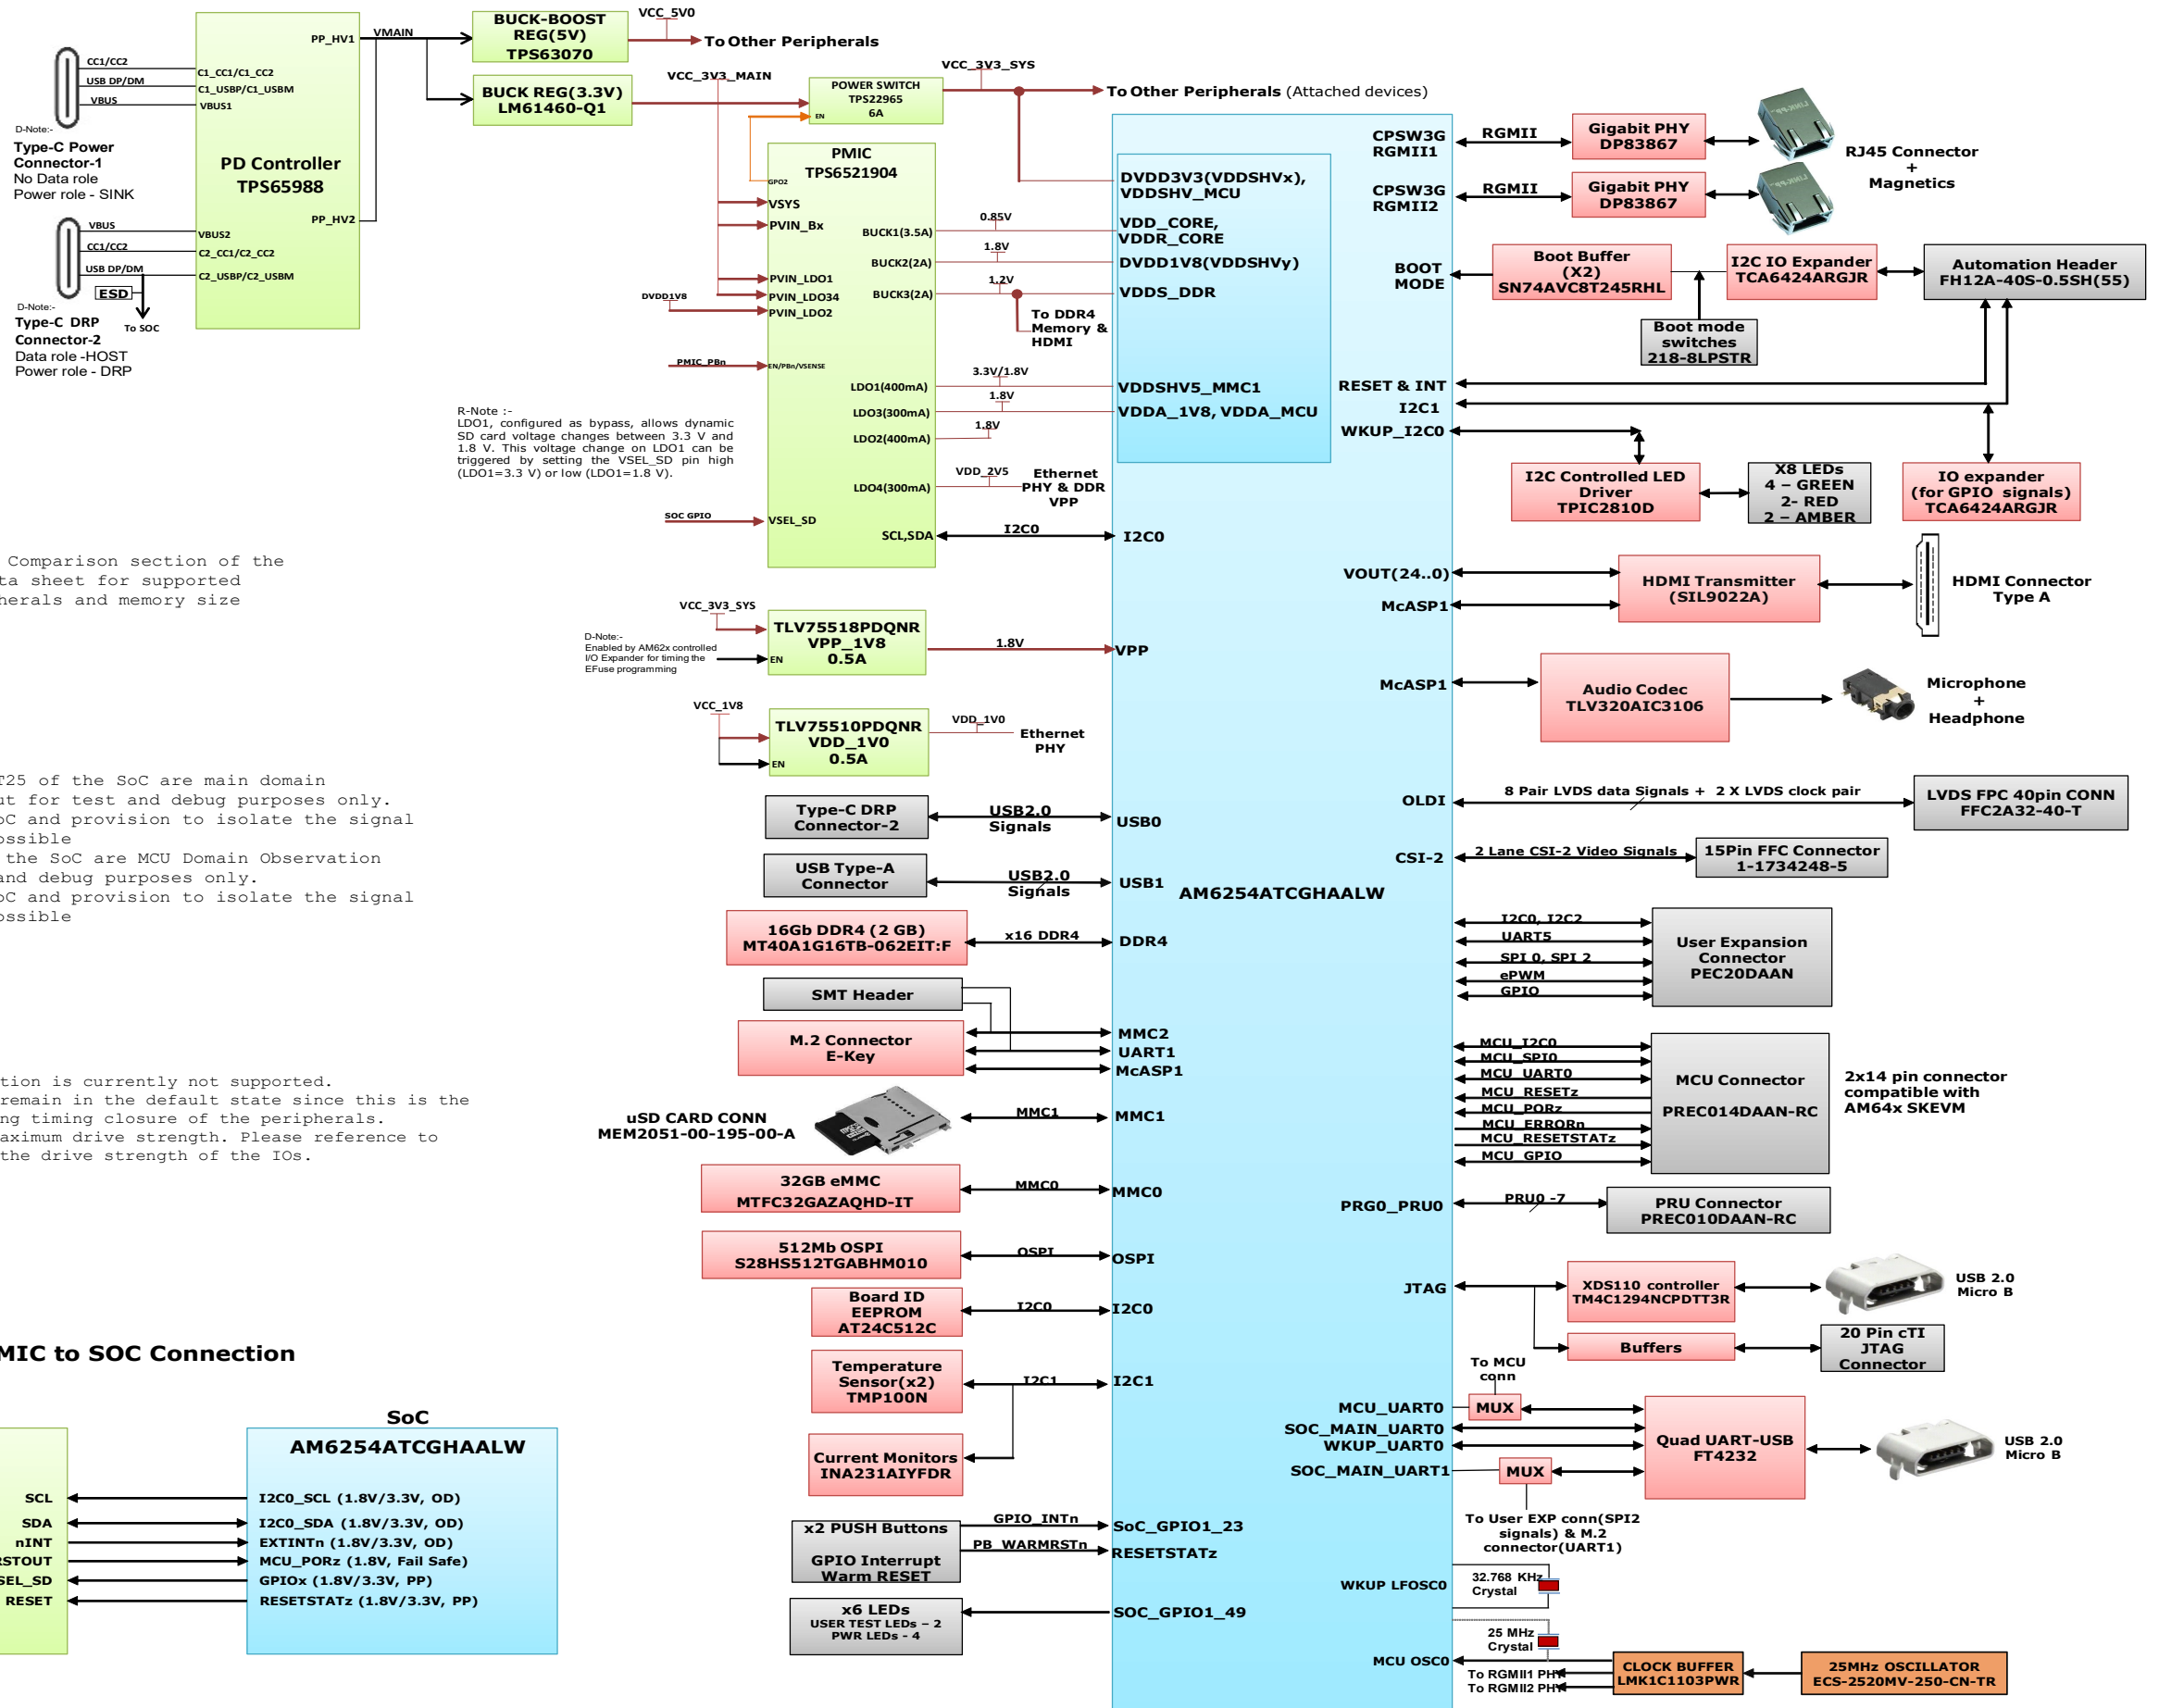 BUCK-BOOST
REG(5V)
TPS63070
VCC_5V0
To Other Peripherals
PP_HV1
VMAIN
CC1/CC2
USB DP/DM
VBUS
C1_CC1/C1_CC2
C1_USBP/C1_USBM
VBUS1
D-Note:-
Type-C Power
Connector-1
No Data role
Power role - SINK
PD Controller
TPS65988
PP_HV2
VBUS
CC1/CC2
USB DP/DM
VBUS2
C2_CC1/C2_CC2
C2_USBP/C2_USBM
ESD
To SOC
D-Note:-
Type-C DRP
Connector-2
Data role -HOST
Power role - DRP
BUCK REG(3.3V)
LM61460-Q1
VCC_3V3_MAIN
POWER SWITCH
TPS22965
6A
EN
VCC_3V3_SYS
To Other Peripherals (Attached devices)
PMIC
TPS6521904
GPO2
VSYS
PVIN_Bx
PVIN_LDO1
PVIN_LDO34
PVIN_LDO2
DVDD1V8
PMIC_PBn
EN/PBn/VSENSE
SOC GPIO
VSEL_SD
BUCK1(3.5A)
BUCK2(2A)
BUCK3(2A)
LDO1(400mA)
LDO3(300mA)
LDO2(400mA)
LDO4(300mA)
SCL,SDA
0.85V
1.8V
1.2V
To DDR4
Memory &
HDMI
3.3V/1.8V
1.8V
1.8V
VDD_2V5
Ethernet
PHY & DDR
VPP
I2C0
I2C0
DVDD3V3(VDDSHVx),
VDDSHV_MCU
VDD_CORE,
VDDR_CORE
DVDD1V8(VDDSHVy)
VDDS_DDR
VDDSHV5_MMC1
VDDA_1V8, VDDA_MCU
R-Note :-
LDO1, configured as bypass, allows dynamic
SD card voltage changes between 3.3 V and
1.8 V. This voltage change on LDO1 can be
triggered by setting the VSEL_SD pin high
(LDO1=3.3 V) or low (LDO1=1.8 V).
Comparison section of the
ta sheet for supported
herals and memory size
VCC_3V3_SYS
D-Note:-
Enabled by AM62x controlled
I/O Expander for timing the
EFuse programming
TLV75518PDQNR
VPP_1V8
0.5A
EN
1.8V
VPP
VCC_1V8
TLV75510PDQNR
VDD_1V0
0.5A
EN
VDD_1V0
Ethernet
PHY
T25 of the SoC are main domain
ut for test and debug purposes only.
oC and provision to isolate the signal
ossible
the SoC are MCU Domain Observation
and debug purposes only.
oC and provision to isolate the signal
ossible
Type-C DRP
Connector-2
USB2.0
Signals
USB0
USB Type-A
Connector
USB2.0
Signals
USB1
16Gb DDR4 (2 GB)
MT40A1G16TB-062EIT:F
x16 DDR4
DDR4
SMT Header
M.2 Connector
E-Key
MMC2
UART1
McASP1
tion is currently not supported.
remain in the default state since this is the
ng timing closure of the peripherals.
aximum drive strength. Please reference to
the drive strength of the IOs.
uSD CARD CONN
MEM2051-00-195-00-A
MMC1
MMC1
32GB eMMC
MTFC32GAZAQHD-IT
MMC0
MMC0
512Mb OSPI
S28HS512TGABHM010
OSPI
OSPI
Board ID
EEPROM
AT24C512C
I2C0
I2C0
Temperature
Sensor(x2)
TMP100N
I2C1
I2C1
Current Monitors
INA231AIYFDR
x2 PUSH Buttons
GPIO Interrupt
Warm RESET
GPIO_INTn
SoC_GPIO1_23
PB_WARMRSTn
RESETSTATz
x6 LEDs
USER TEST LEDs – 2
PWR LEDs - 4
SOC_GPIO1_49
MIC to SOC Connection
SoC
AM6254ATCGHAALW
SCL
I2C0_SCL (1.8V/3.3V, OD)
SDA
I2C0_SDA (1.8V/3.3V, OD)
nINT
EXTINTn (1.8V/3.3V, OD)
RSTOUT
MCU_PORz (1.8V, Fail Safe)
SEL_SD
GPIOx (1.8V/3.3V, PP)
RESET
RESETSTATz (1.8V/3.3V, PP)
AM6254ATCGHAALW
CPSW3G
RGMII1
RGMII
Gigabit PHY
DP83867
CPSW3G
RGMII2
RGMII
Gigabit PHY
DP83867
RJ45 Connector
+
Magnetics
BOOT
MODE
Boot Buffer
(X2)
SN74AVC8T245RHL
I2C IO Expander
TCA6424ARGJR
Automation Header
FH12A-40S-0.5SH(55)
Boot mode
switches
218-8LPSTR
RESET & INT
I2C1
WKUP_I2C0
I2C Controlled LED
Driver
TPIC2810D
X8 LEDs
4 – GREEN
2- RED
2 – AMBER
IO expander
(for GPIO signals)
TCA6424ARGJR
VOUT(24..0)
McASP1
HDMI Transmitter
(SIL9022A)
HDMI Connector
Type A
McASP1
Audio Codec
TLV320AIC3106
Microphone
+
Headphone
OLDI
8 Pair LVDS data Signals + 2 X LVDS clock pair
LVDS FPC 40pin CONN
FFC2A32-40-T
CSI-2
2 Lane CSI-2 Video Signals
15Pin FFC Connector
1-1734248-5
I2C0, I2C2
UART5
SPI 0, SPI 2
ePWM
GPIO
User Expansion
Connector
PEC20DAAN
MCU_I2C0
MCU_SPI0
MCU_UART0
MCU_RESETz
MCU_PORz
MCU_ERRORn
MCU_RESETSTATz
MCU_GPIO
MCU Connector
PREC014DAAN-RC
2x14 pin connector
compatible with
AM64x SKEVM
PRG0_PRU0
PRU0 -7
PRU Connector
PREC010DAAN-RC
JTAG
XDS110 controller
TM4C1294NCPDTT3R
USB 2.0
Micro B
Buffers
20 Pin cTI
JTAG
Connector
To MCU
conn
MCU_UART0
MUX
SOC_MAIN_UART0
WKUP_UART0
SOC_MAIN_UART1
MUX
Quad UART-USB
FT4232
USB 2.0
Micro B
To User EXP conn(SPI2
signals) & M.2
connector(UART1)
WKUP LFOSC0
32.768 KHz
Crystal
25 MHz
Crystal
MCU OSC0
To RGMII1 PHY
To RGMII2 PHY
CLOCK BUFFER
LMK1C1103PWR
25MHz OSCILLATOR
ECS-2520MV-250-CN-TR